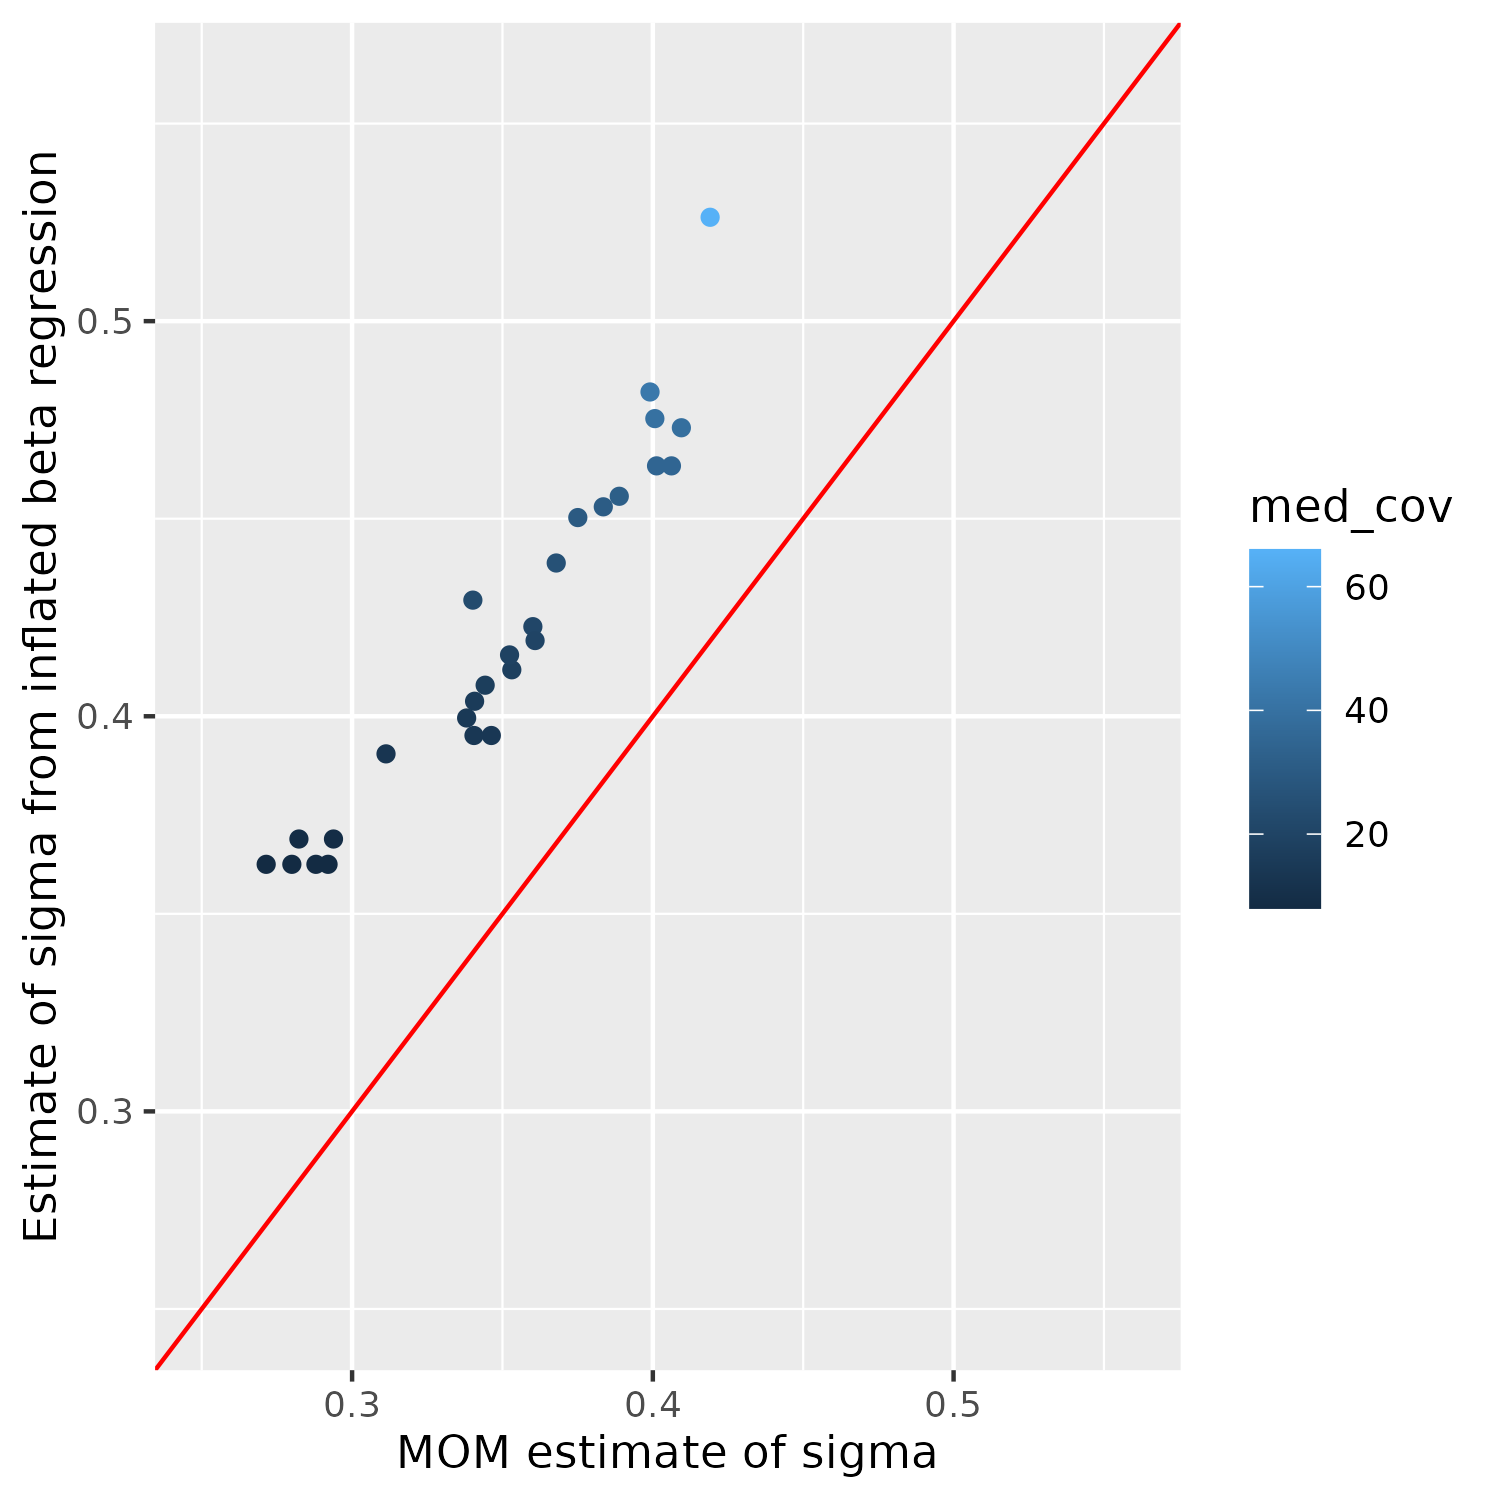 Estimate of sigma from inflated beta regression
0.5
0.4
0.3
0.3 0.4 0.5
MOM estimate of sigma
med_cov
60
40
20